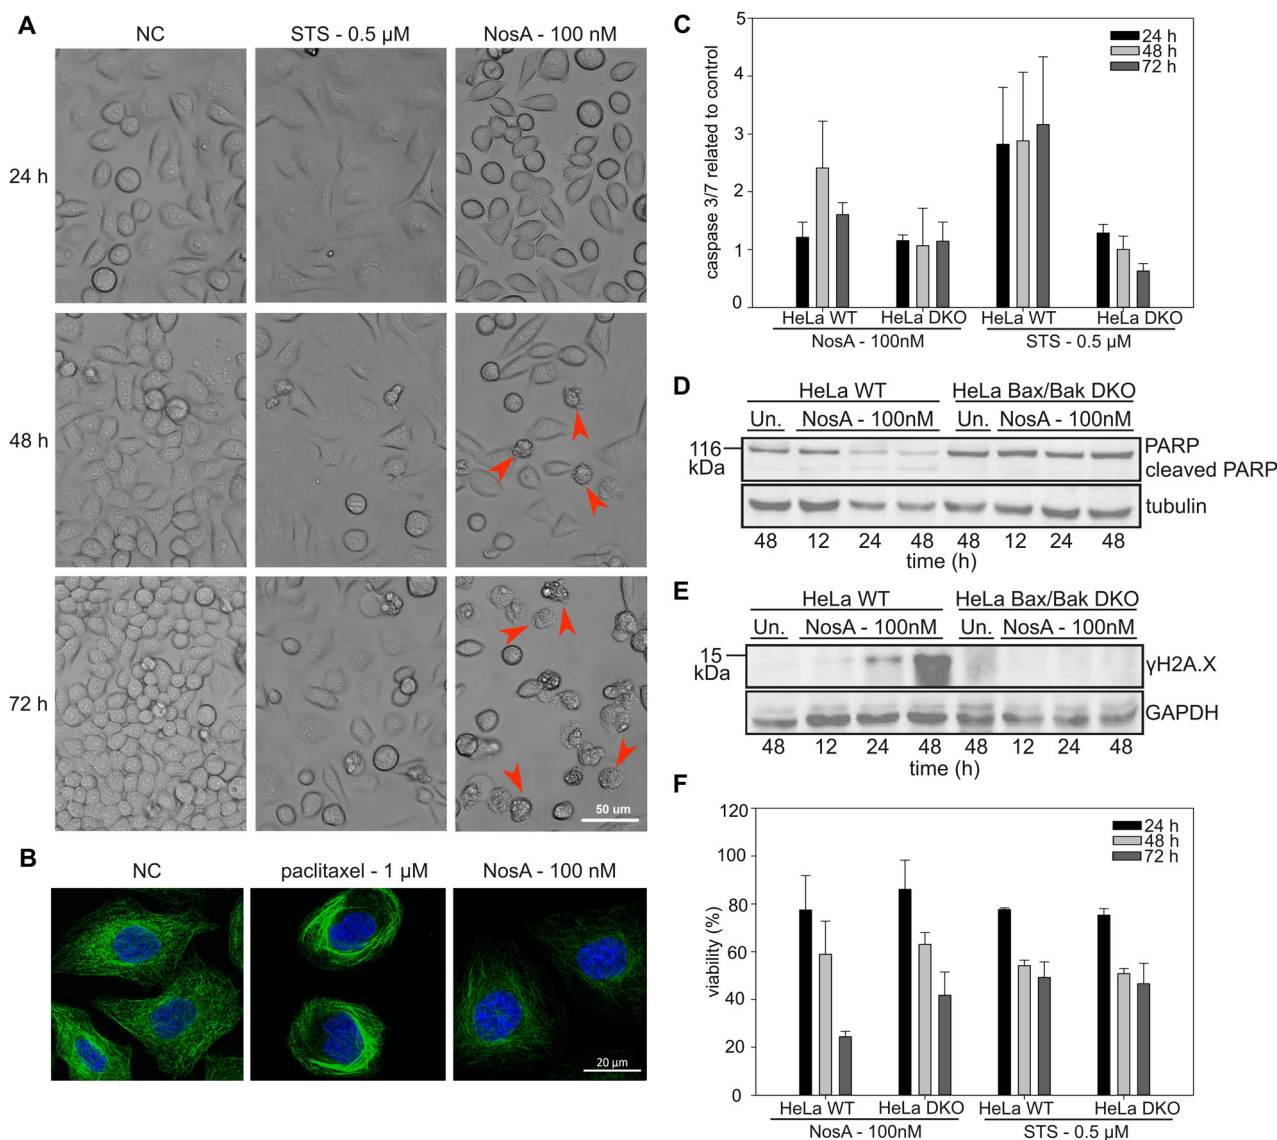 A
NC
STS - 0.5 µM
NosA - 100 nM
24 h
48 h
72 h
50 um
B
NC
paclitaxel - 1 µM
NosA - 100 nM
20 µm
C
caspase 3/7 related to control
5
4
3
2
1
0
24 h
48 h
72 h
HeLa WT
HeLa DKO
HeLa WT
HeLa DKO
NosA - 100nM
STS - 0.5 µM
D
HeLa WT
HeLa Bax/Bak DKO
Un.
NosA - 100nM
Un.
NosA - 100nM
116
kDa
PARP
cleaved PARP
tubulin
48 12 24 48 48 12 24 48
time (h)
time (h)
E
HeLa WT
HeLa Bax/Bak DKO
Un.
NosA - 100nM
Un.
NosA - 100nM
15
kDa
γH2A.X
GAPDH
48 12 24 48 48 12 24 48
time (h)
time (h)
F
viability (%)
120
100
80
60
40
20
0
24 h
48 h
72 h
HeLa WT
HeLa DKO
HeLa WT
HeLa DKO
NosA - 100nM
STS - 0.5 µM